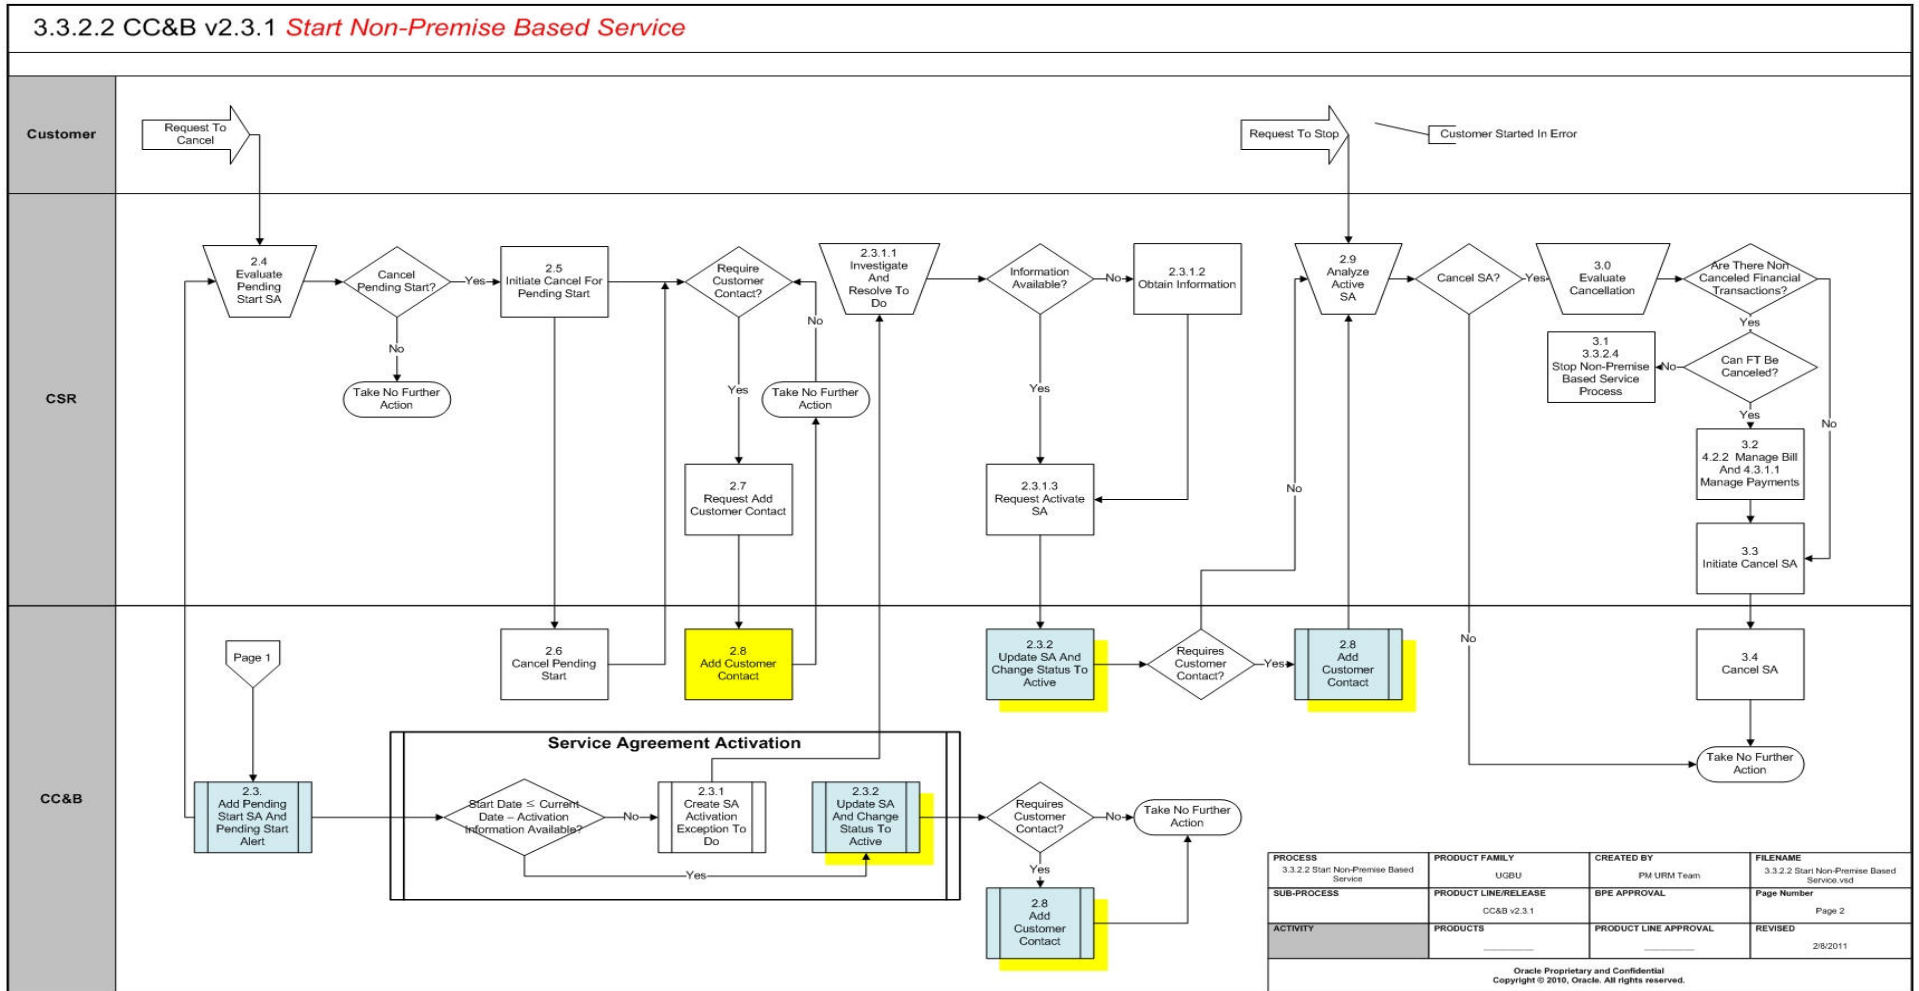 3.3.2.2 CC&B v2.3.1 Start Non-Premise Based Service
Customer
Request To
Cancel
Request To Stop
Customer Started In Error
CSR
2.4
Evaluate
Pending
Start SA
Cancel
Pending Start?
Yes
No
Take No Further
Action
2.5
Initiate Cancel For
Pending Start
Require
Customer
Contact?
No
Yes
Take No Further
Action
2.7
Request Add
Customer Contact
2.3.1.1
Investigate
And
Resolve To
Do
Information
Available?
No
2.3.1.2
Obtain Information
Yes
2.3.1.3
Request Activate
SA
No
2.9
Analyze
Active
SA
Cancel SA?
Yes
3.0
Evaluate
Cancellation
Are There Non
Canceled Financial
Transactions?
Yes
3.1
3.3.2.4
Stop Non-Premise
Based Service
Process
No
Can FT Be
Canceled?
Yes
No
3.2
4.2.2 Manage Bill
And 4.3.1.1
Manage Payments
3.3
Initiate Cancel SA
CC&B
Page 1
2.6
Cancel Pending
Start
2.8
Add Customer
Contact
2.3.2
Update SA And
Change Status To
Active
Requires
Customer
Contact?
Yes
2.8
Add
Customer
Contact
No
3.4
Cancel SA
Take No Further
Action
2.3.
Add Pending
Start SA And
Pending Start
Alert
Service Agreement Activation
Start Date ≤ Current
Date – Activation
Information Available?
No
2.3.1
Create SA
Activation
Exception To
Do
2.3.2
Update SA
And Change
Status To
Active
Yes
Requires
Customer
Contact?
No
Take No Further
Action
Yes
2.8
Add
Customer
Contact
PROCESS
3.3.2.2 Start Non-Premise Based
Service
PRODUCT FAMILY
UGBU
CREATED BY
PM URM Team
FILENAME
3.3.2.2 Start Non-Premise Based
Service.vsd
SUB-PROCESS
PRODUCT LINE/RELEASE
CC&B v2.3.1
BPE APPROVAL
Page Number
Page 2
ACTIVITY
PRODUCTS
PRODUCT LINE APPROVAL
REVISED
2/8/2011
Oracle Proprietary and Confidential
Copyright © 2010, Oracle. All rights reserved.